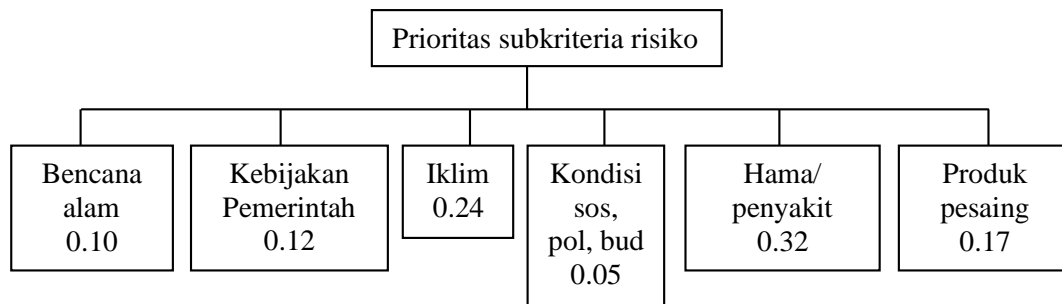 Prioritas subkriteria risiko
Bencana
alam
0.10
Kebijakan
Pemerintah
0.12
Iklim
0.24
Kondisi
sos,
pol, bud
0.05
Hama/
penyakit
0.32
Produk
pesaing
0.17